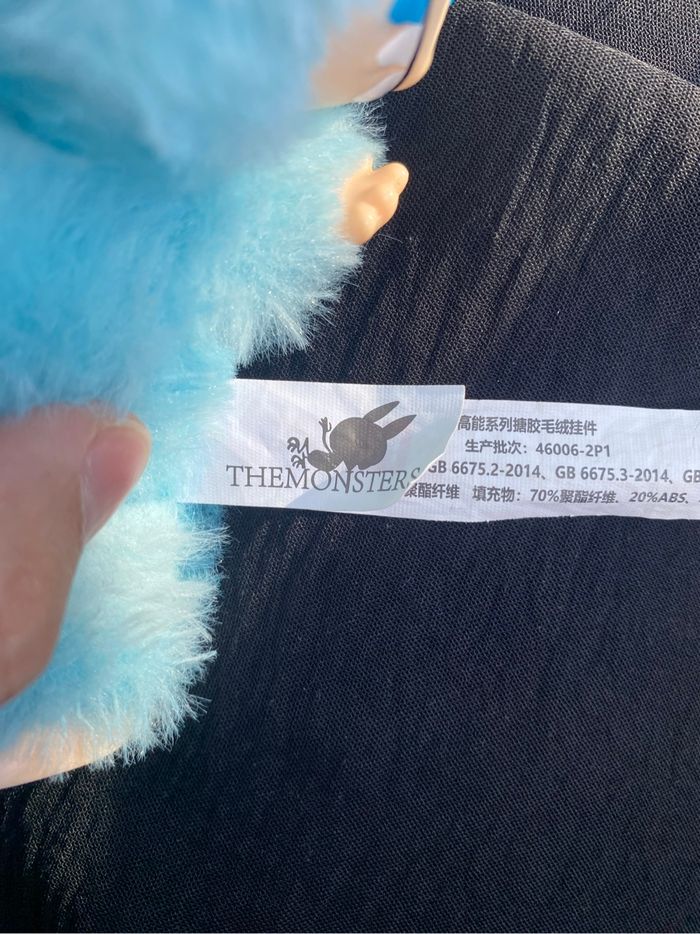 THEMONSTERS
高能系列搪胶毛绒挂件
生产批次：46006-2P1
GB 6675.2-2014、GB 6675.3-2014、GB
聚酯纤维 填充物：70%聚酯纤维、20%ABS、